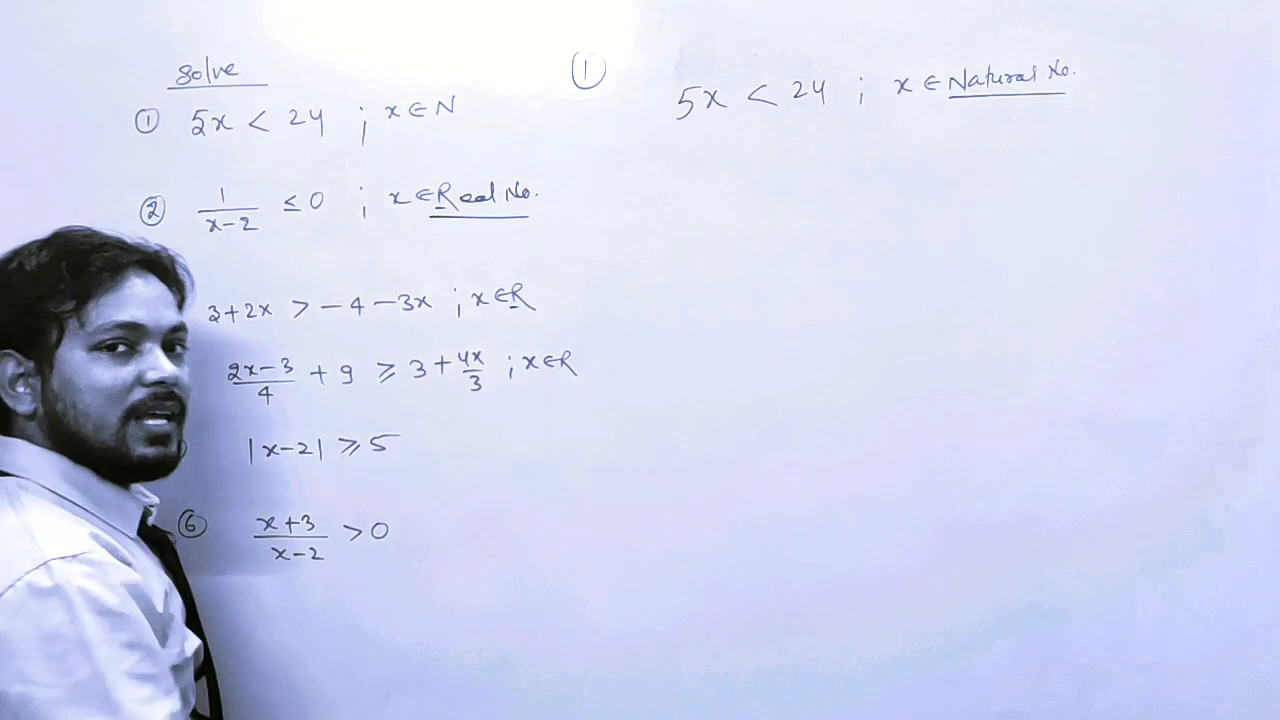 Solve
① 5x < 24 ; x ∈ N
② 1/(x-2) ≤ 0 ; x ∈ Real No.
3+2x > -4-3x ; x ∈ R
(2x-3)/4 + 9 ≥ 3 + 4x/3 ; x ∈ R
|x-2| ≥ 5
⑥ (x+3)/(x-2) > 0
①
5x < 24 ; x ∈ Natural No.